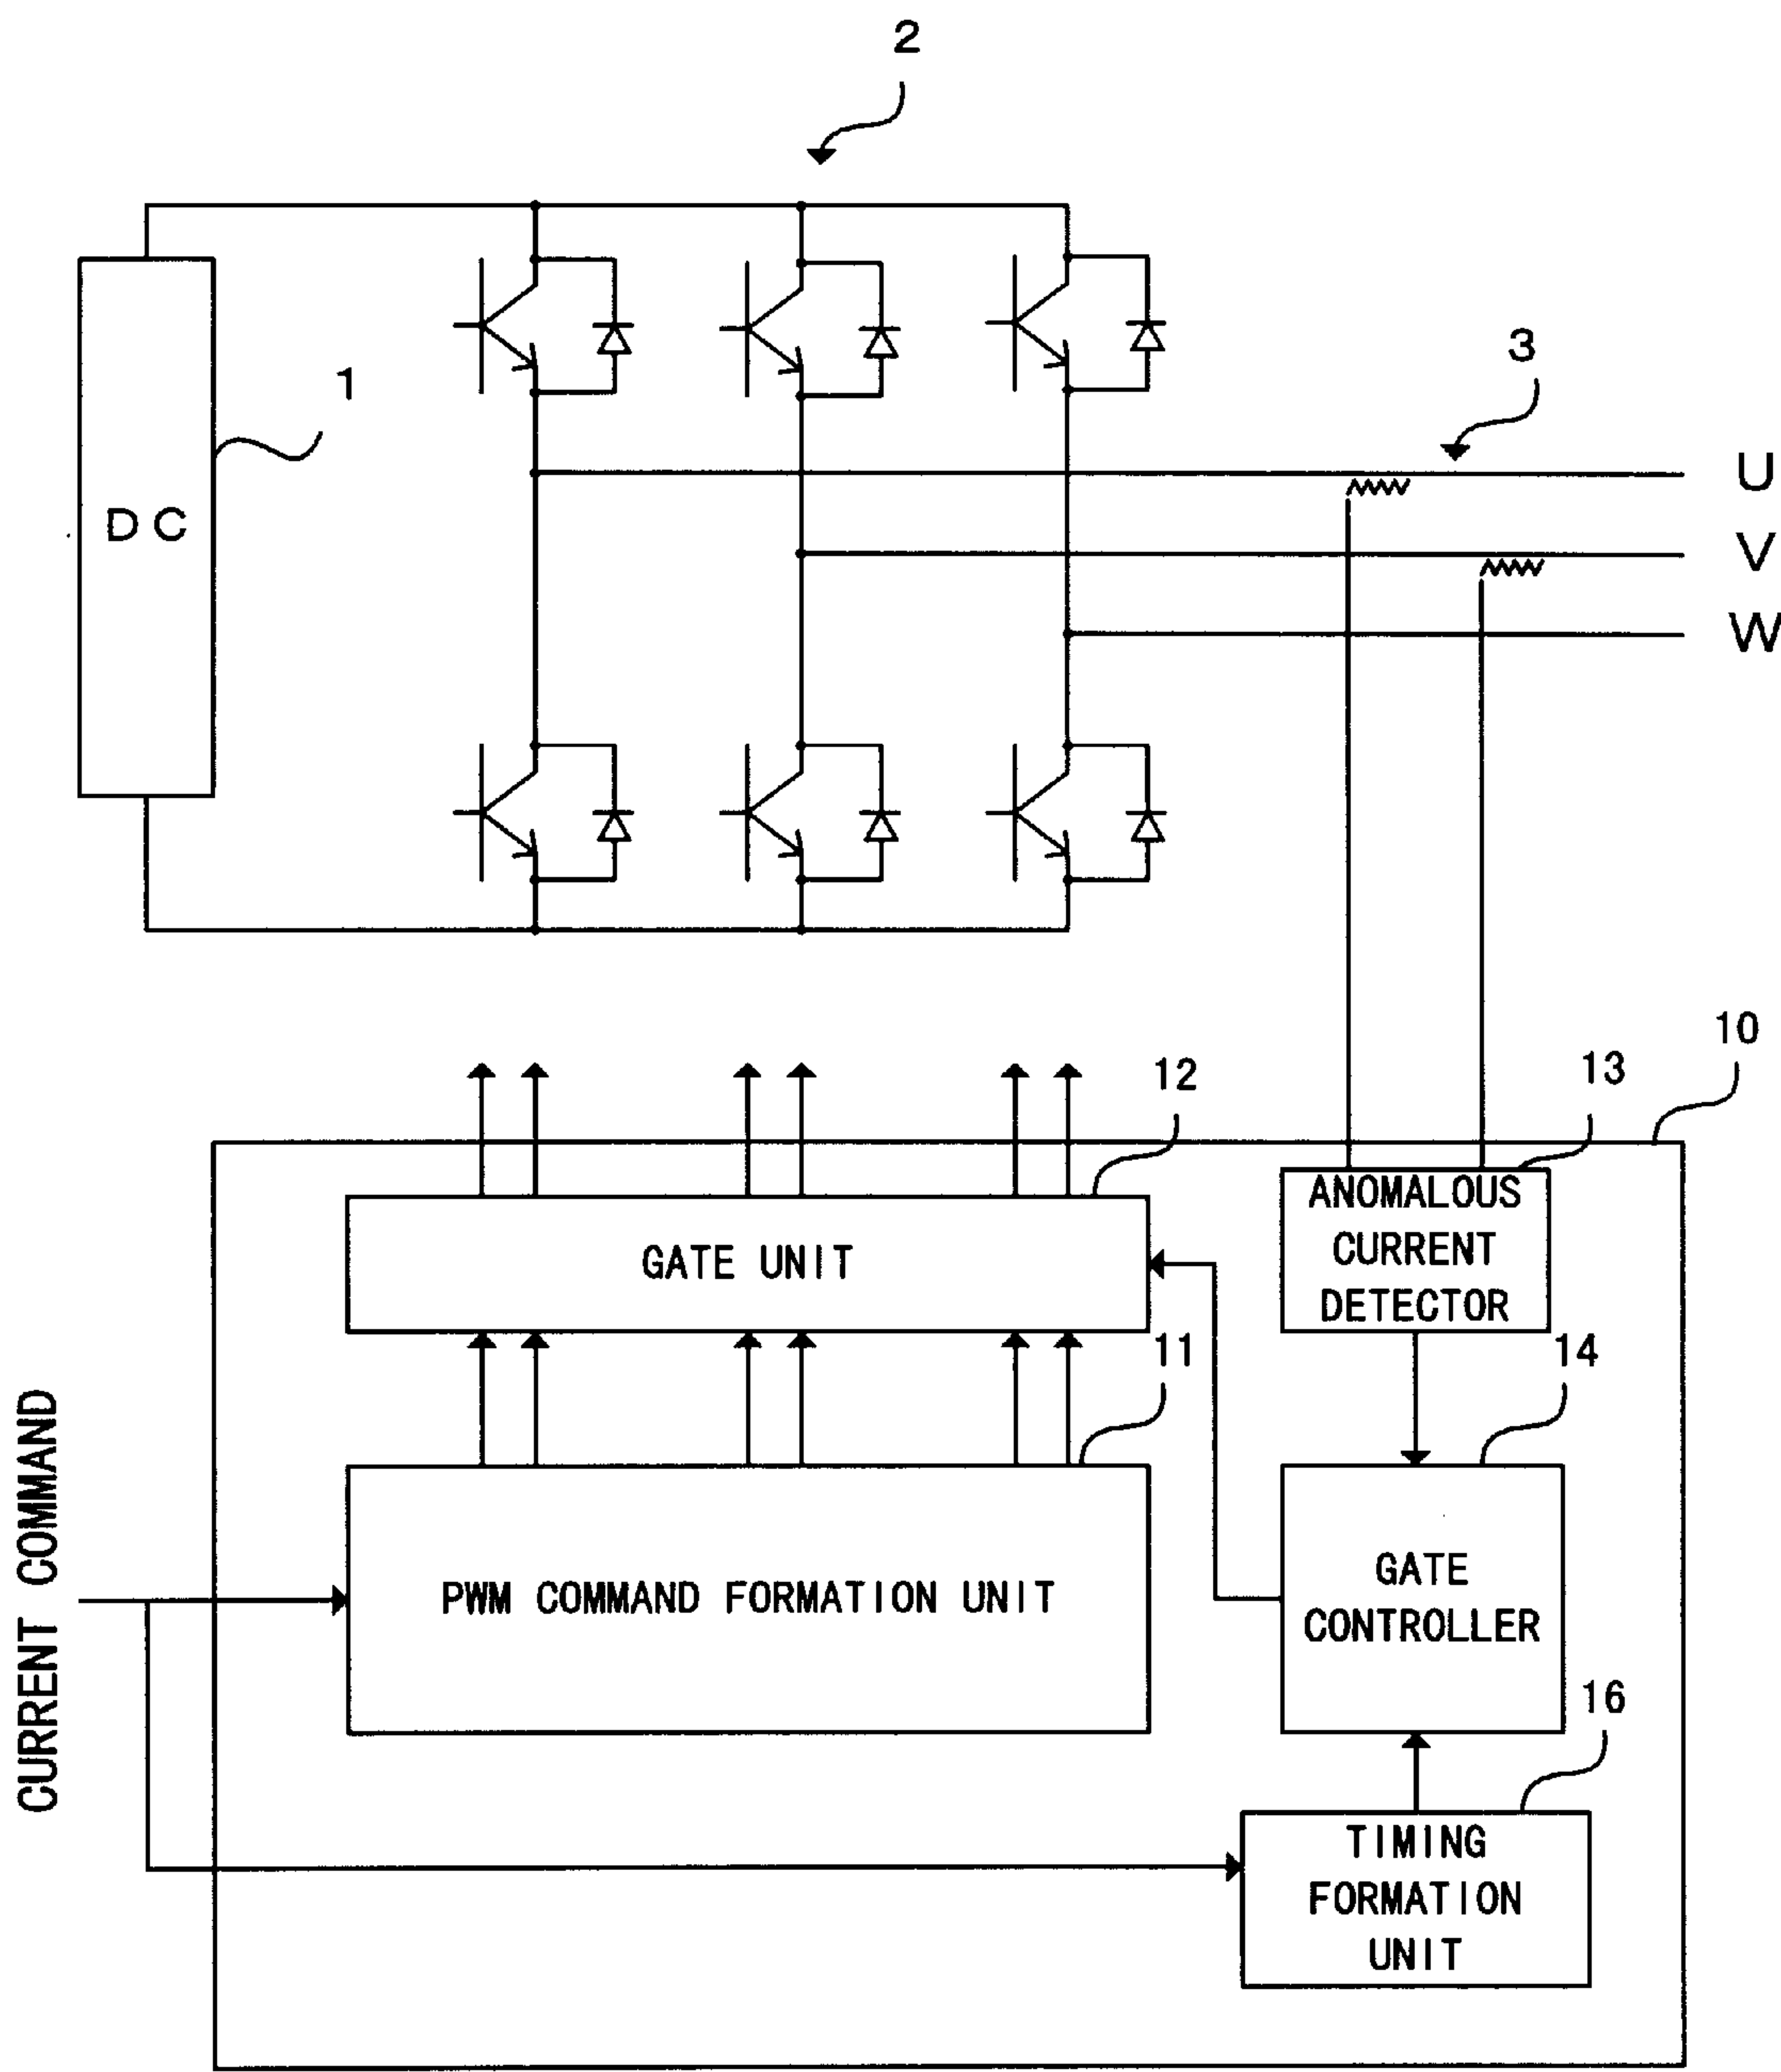 2
1
3
DC
U
V
W
10
12
13
ANOMALOUS
CURRENT
DETECTOR
GATE UNIT
11
14
CURRENT COMMAND
PWM COMMAND FORMATION UNIT
GATE
CONTROLLER
16
TIMING
FORMATION
UNIT